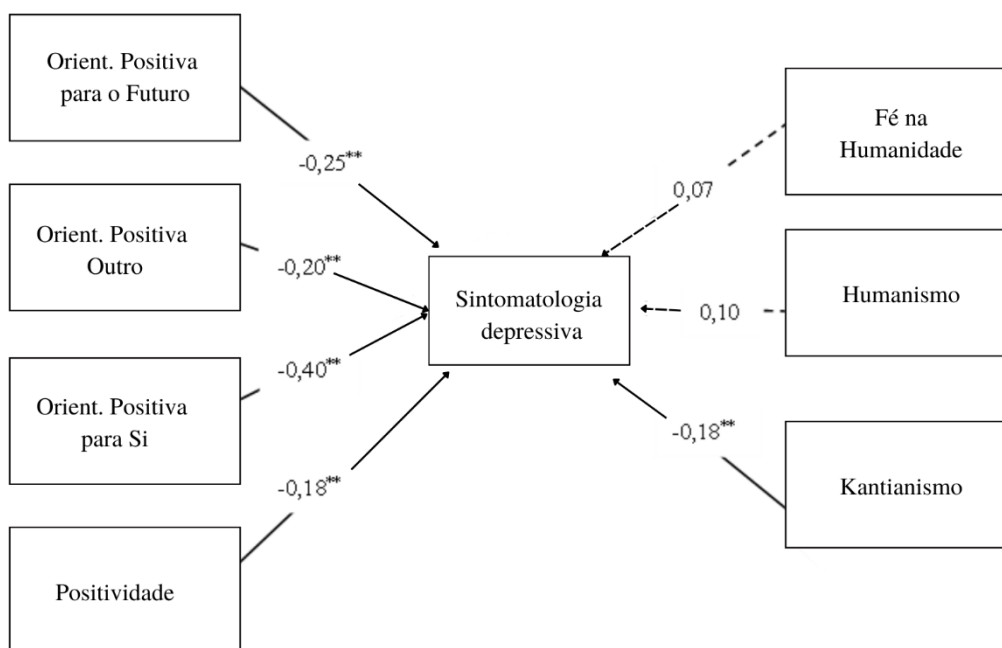 Orient. Positiva
para o Futuro
-0,25**
Orient. Positiva
Outro
-0,20**
Orient. Positiva
para Si
-0,40**
Positividade
-0,18**
Sintomatologia
depressiva
Fé na
Humanidade
0,07
Humanismo
0,10
Kantianismo
-0,18**